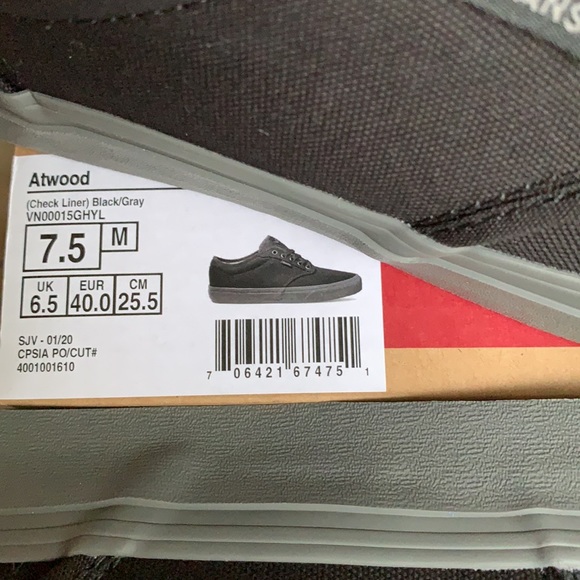 ARS
Atwood
(Check Liner) Black/Gray
VN00015GHYL
7.5 M
UK EUR CM
6.5 40.0 25.5
SJV - 01/20
CPSIA PO/CUT#
4001001610
7 06421 67475 1